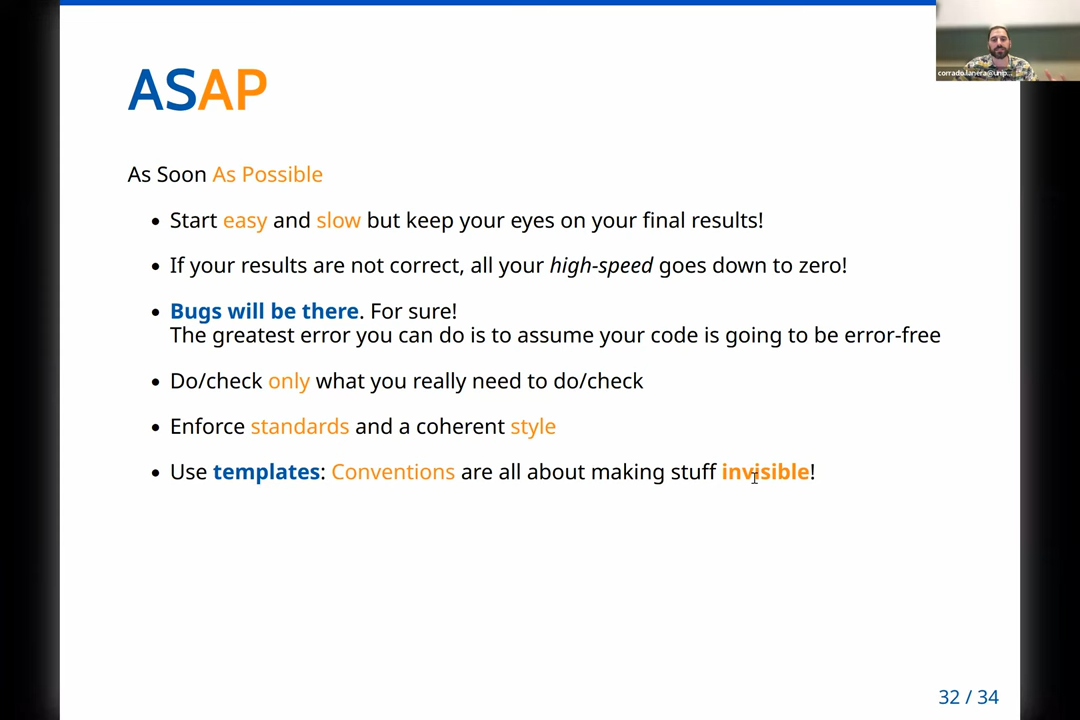 corrado.lanera@unip...
ASAP
As Soon As Possible
• Start easy and slow but keep your eyes on your final results!
• If your results are not correct, all your high-speed goes down to zero!
• Bugs will be there. For sure!
The greatest error you can do is to assume your code is going to be error-free
• Do/check only what you really need to do/check
• Enforce standards and a coherent style
• Use templates: Conventions are all about making stuff invisible!
32 / 34